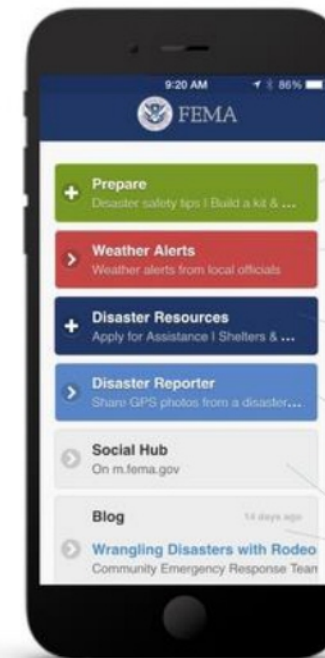 9:20 AM 86%
FEMA
Prepare
Disaster safety tips | Build a kit & ...
Weather Alerts
Weather alerts from local officials
Disaster Resources
Apply for Assistance | Shelters & ...
Disaster Reporter
Share GPS photos from a disaster...
Social Hub
On m.fema.gov
Blog 14 days ago
Wrangling Disasters with Rodeo
Community Emergency Response Team